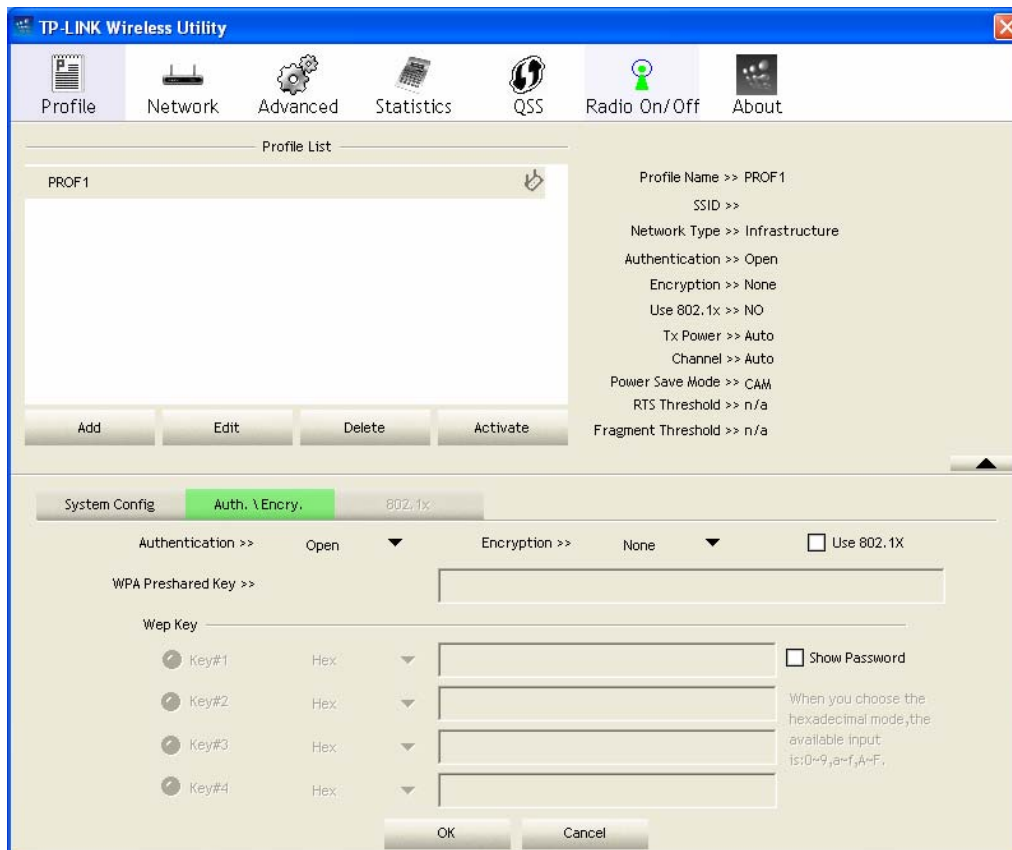 TP-LINK Wireless Utility
Profile
Network
Advanced
Statistics
QSS
Radio On/Off
About
Profile List
PROF1
Profile Name >> PROF1
SSID >>
Network Type >> Infrastructure
Authentication >> Open
Encryption >> None
Use 802.1x >> NO
Tx Power >> Auto
Channel >> Auto
Power Save Mode >> CAM
RTS Threshold >> n/a
Fragment Threshold >> n/a
Add
Edit
Delete
Activate
System Config
Auth. \ Encry.
802.1x
Authentication >> Open
Encryption >> None
Use 802.1X
WPA Preshared Key >>
Wep Key
Key#1 Hex
Show Password
Key#2 Hex
Key#3 Hex
Key#4 Hex
When you choose the
hexadecimal mode,the
available input
is:0~9,a~f,A~F.
OK
Cancel